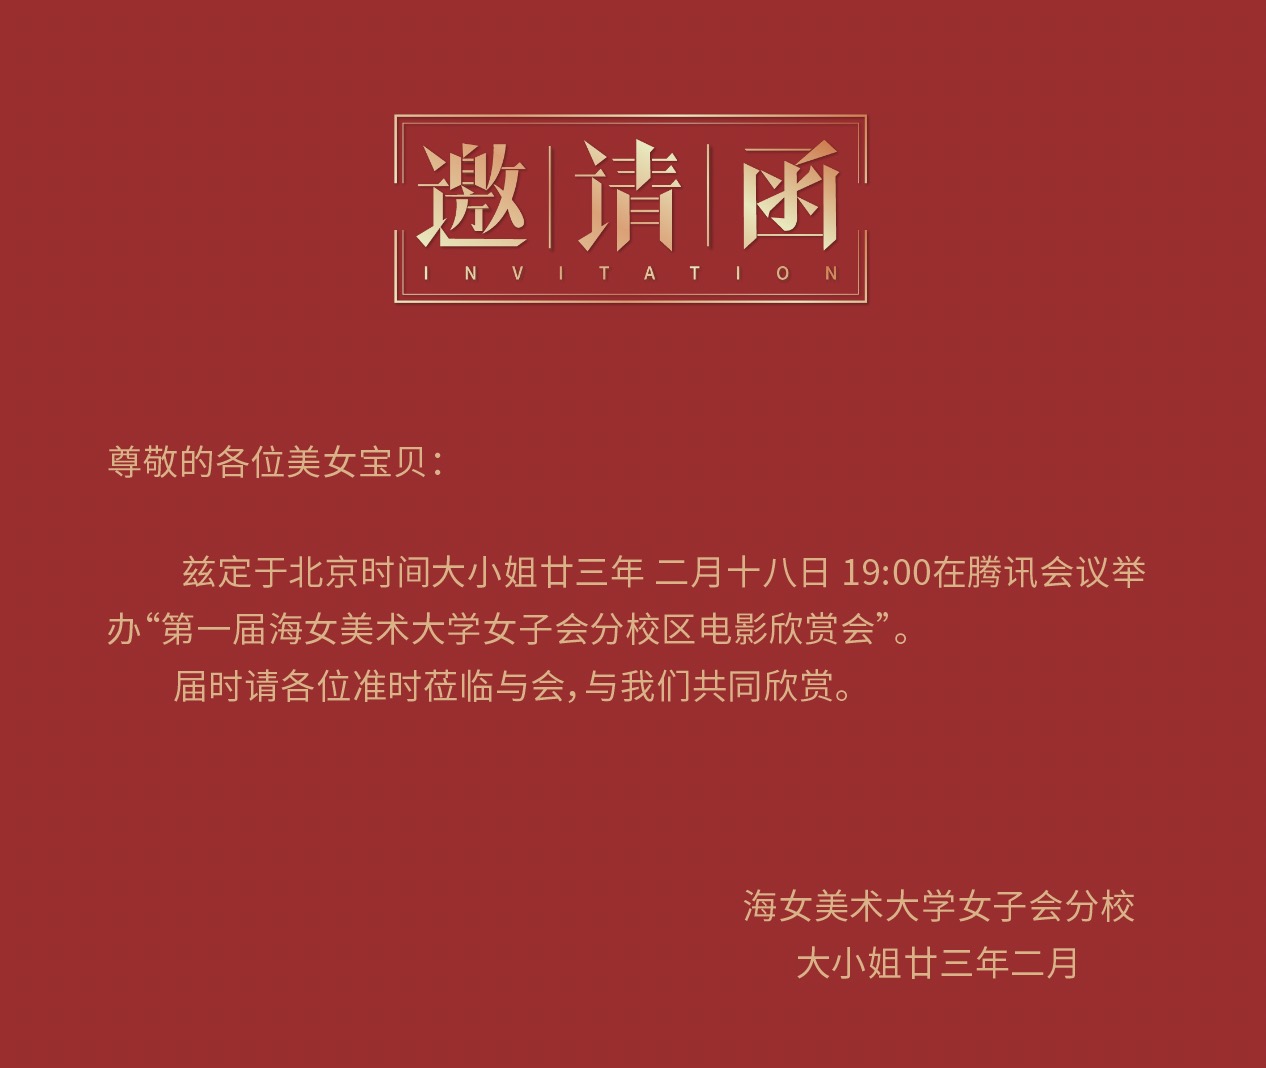 邀请函
INVITATION
尊敬的各位美女宝贝：
兹定于北京时间大小姐廿三年 二月十八日 19:00在腾讯会议举
办“第一届海女美术大学女子会分校区电影欣赏会”。
届时请各位准时莅临与会，与我们共同欣赏。
海女美术大学女子会分校
大小姐廿三年二月